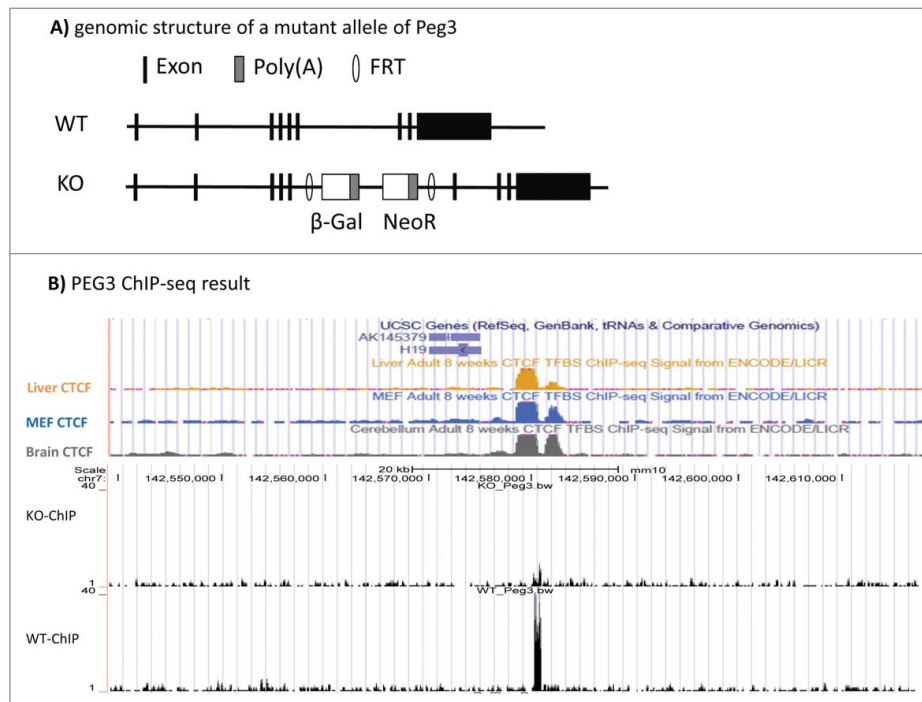 A) genomic structure of a mutant allele of Peg3
Exon Poly(A) FRT
WT
KO
β-Gal NeoR
B) PEG3 ChIP-seq result
UCSC Genes (RefSeq, GenBank, tRNAs & Comparative Genomics)
AK145379
H19
Liver Adult 8 weeks CTCF TFBS ChIP-seq Signal from ENCODE/LICR
Liver CTCF
MEF Adult 8 weeks CTCF TFBS ChIP-seq Signal from ENCODE/LICR
MEF CTCF
Cerebellum Adult 8 weeks CTCF TFBS ChIP-seq Signal from ENCODE/LICR
Brain CTCF
Scale 20 kb mm10
chr7: 142,550,000 142,560,000 142,570,000 142,580,000 142,590,000 142,600,000 142,610,000
40 KO_Peg3.bw
KO-ChIP
1
40 WT_Peg3.bw
WT-ChIP
1